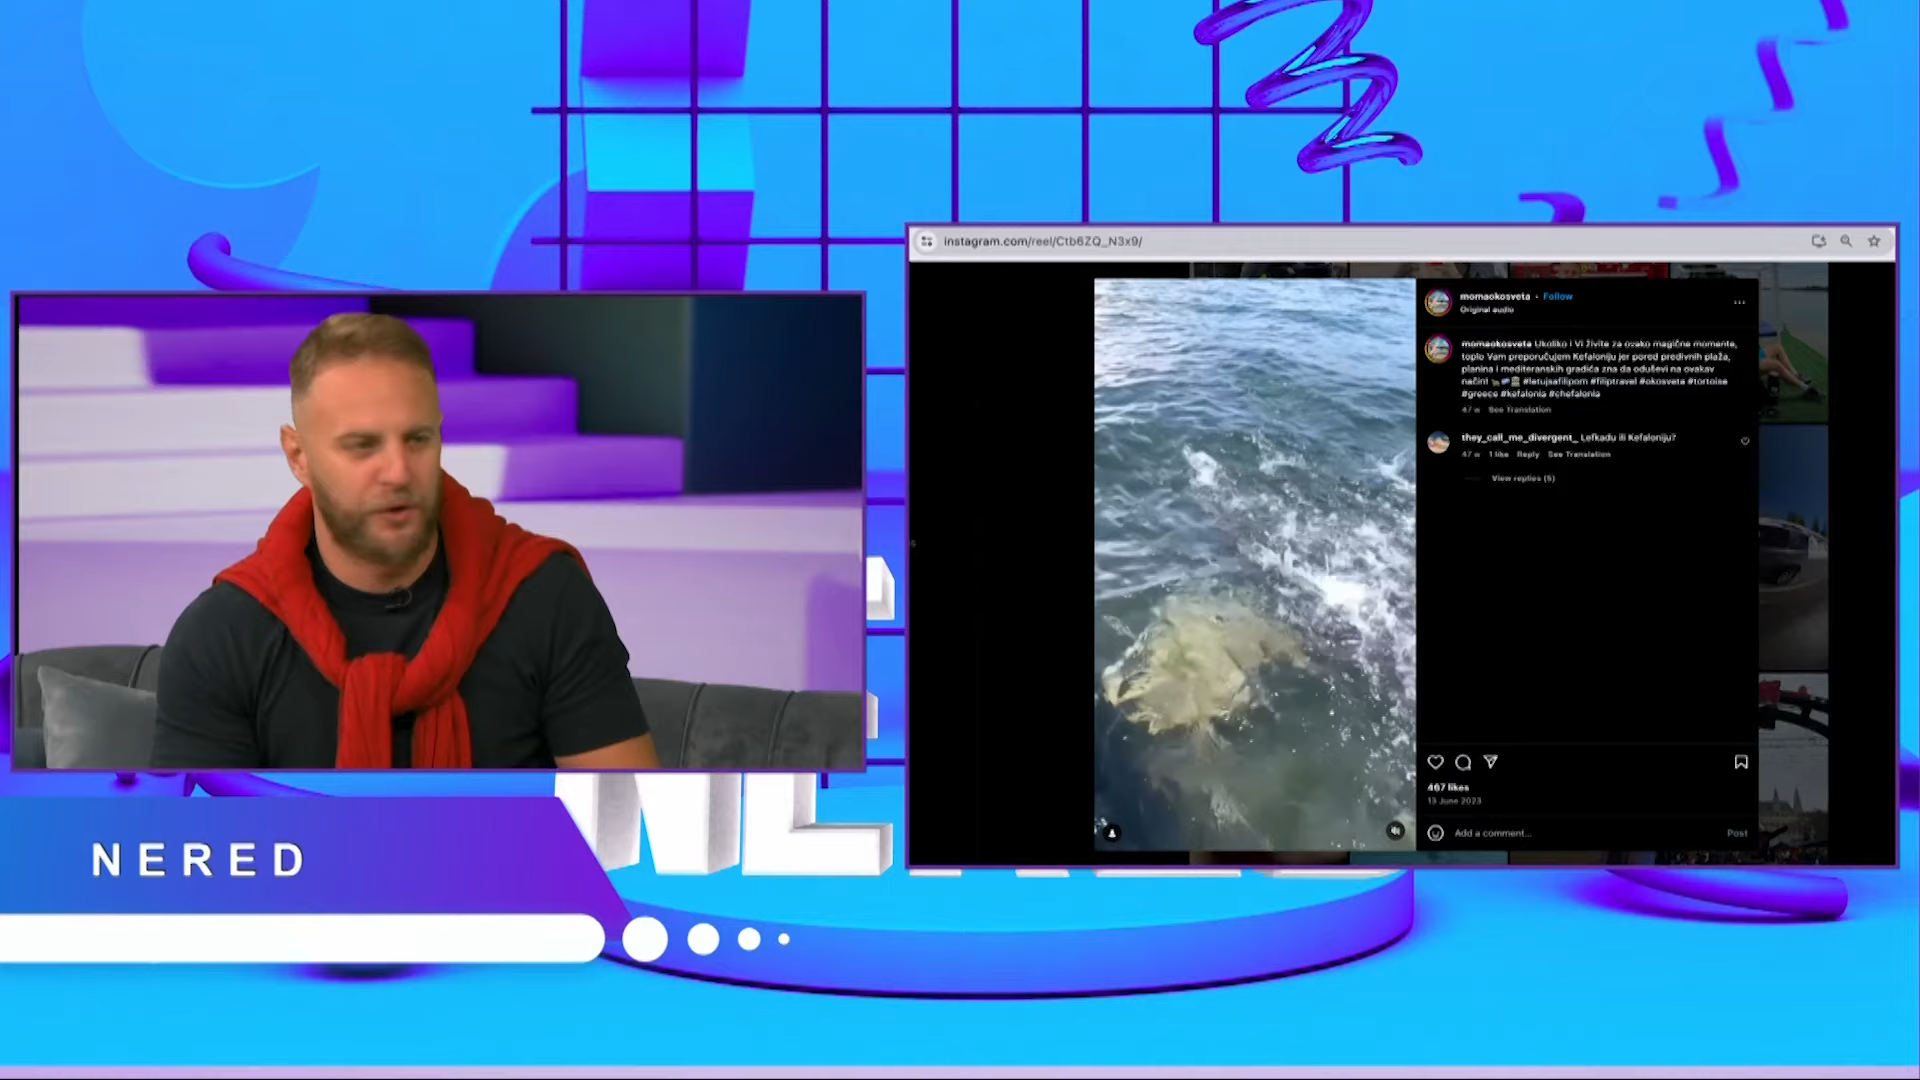 instagram.com/reel/Ctb6ZQ_N3x9/
momaokosveta • Follow
Original audio
momaokosveta Ukoliko i Vi živite za ovako magične momente,
toplo Vam preporučujem Kefaloniju jer pored predivnih plaža,
planina i mediteranskih gradića zna da oduševi na ovakav
način! #letujsafilipom #filiptravel #okosveta #tortoise
#greece #kefalonia #chefalonia
47 w See Translation
they_call_me_divergent_ Lefkadu ili Kefaloniju?
47 w 1 like Reply See Translation
View replies (5)
467 likes
13 June 2023
Add a comment...
Post
NERED